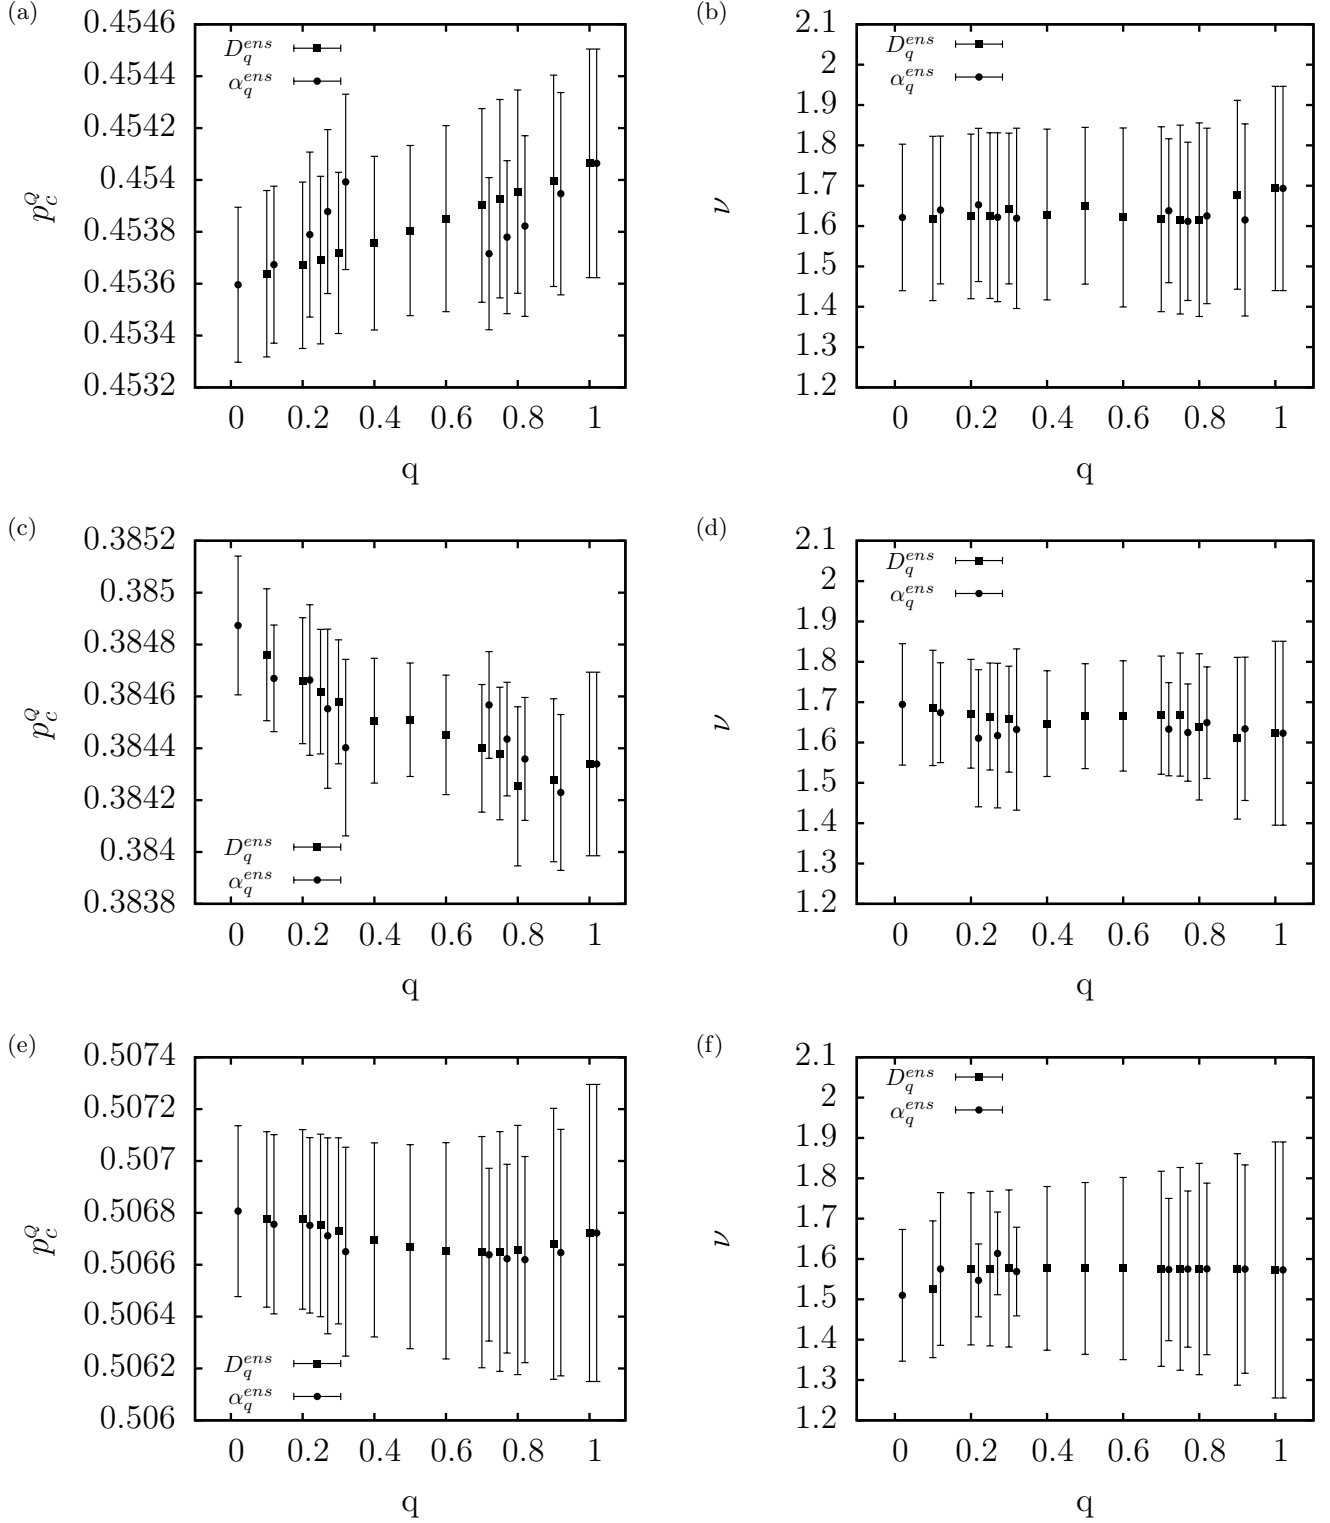 (a)
0.4546
0.4544
0.4542
0.454
0.4538
0.4536
0.4534
0.4532
p_c^Q
D_q^{ens}
α_q^{ens}
0 0.2 0.4 0.6 0.8 1
q
(b)
2.1
2
1.9
1.8
1.7
1.6
1.5
1.4
1.3
1.2
ν
D_q^{ens}
α_q^{ens}
0 0.2 0.4 0.6 0.8 1
q
(c)
0.3852
0.385
0.3848
0.3846
0.3844
0.3842
0.384
0.3838
p_c^Q
D_q^{ens}
α_q^{ens}
0 0.2 0.4 0.6 0.8 1
q
(d)
2.1
2
1.9
1.8
1.7
1.6
1.5
1.4
1.3
1.2
ν
D_q^{ens}
α_q^{ens}
0 0.2 0.4 0.6 0.8 1
q
(e)
0.5074
0.5072
0.507
0.5068
0.5066
0.5064
0.5062
0.506
p_c^Q
D_q^{ens}
α_q^{ens}
0 0.2 0.4 0.6 0.8 1
q
(f)
2.1
2
1.9
1.8
1.7
1.6
1.5
1.4
1.3
1.2
ν
D_q^{ens}
α_q^{ens}
0 0.2 0.4 0.6 0.8 1
q